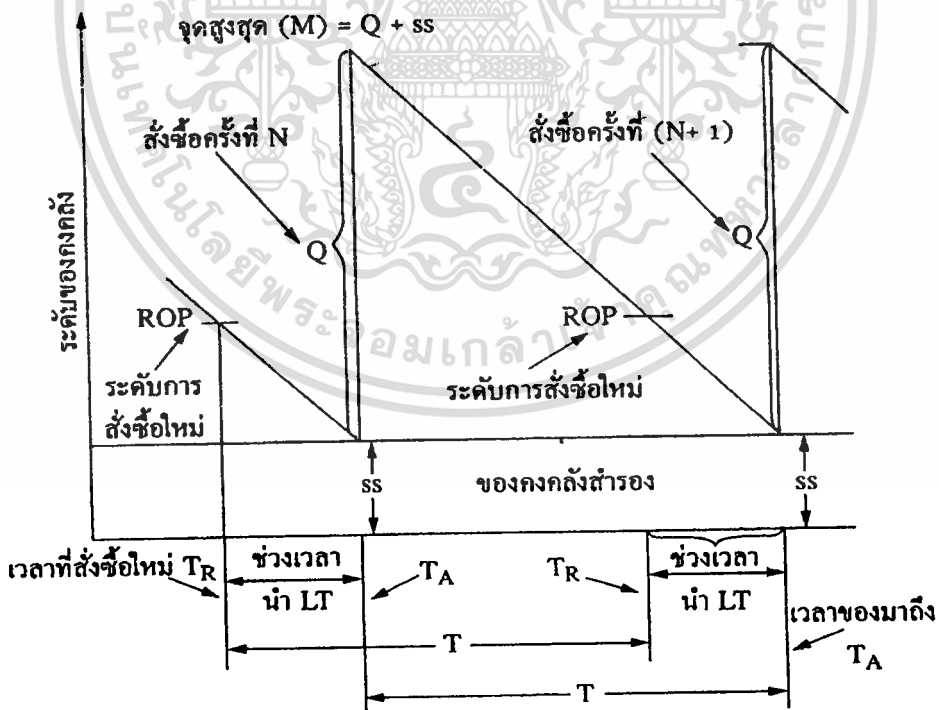 จุดสูงสุด (M) = Q + ss
สั่งซื้อครั้งที่ N
สั่งซื้อครั้งที่ (N+ 1)
ระดับของคงคลัง
Q
Q
ROP
ROP
ระดับการ
สั่งซื้อใหม่
ระดับการสั่งซื้อใหม่
ss
ของคงคลังสำรอง
ss
เวลาที่สั่งซื้อใหม่ TR
ช่วงเวลา
นำ LT
TA
TR
ช่วงเวลา
นำ LT
เวลาของมาถึง
TA
T
T